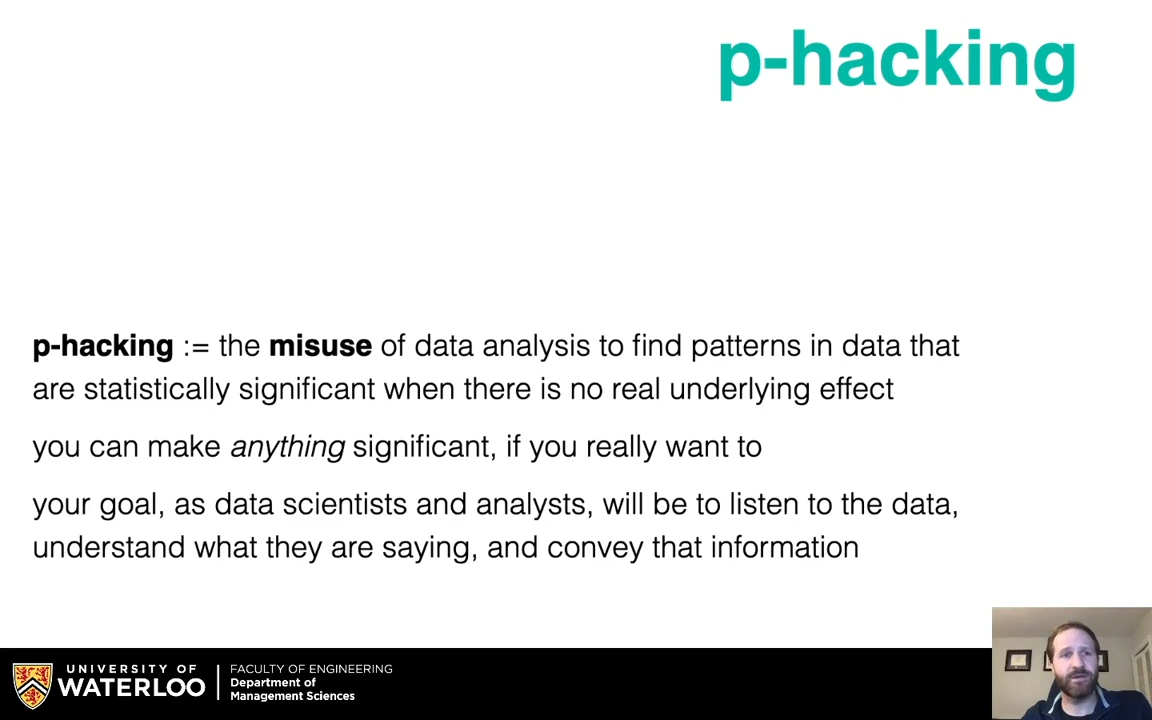 p-hacking
p-hacking := the misuse of data analysis to find patterns in data that
are statistically significant when there is no real underlying effect
you can make anything significant, if you really want to
your goal, as data scientists and analysts, will be to listen to the data,
understand what they are saying, and convey that information
UNIVERSITY OF
WATERLOO
FACULTY OF ENGINEERING
Department of
Management Sciences